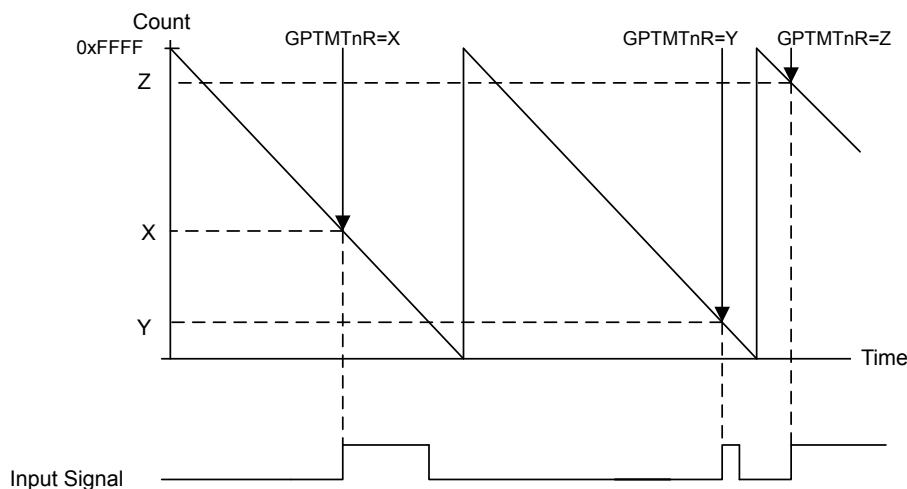 Count
0xFFFF
GPTMTnR=X
GPTMTnR=Y
GPTMTnR=Z
Z
X
Y
Time
Input Signal